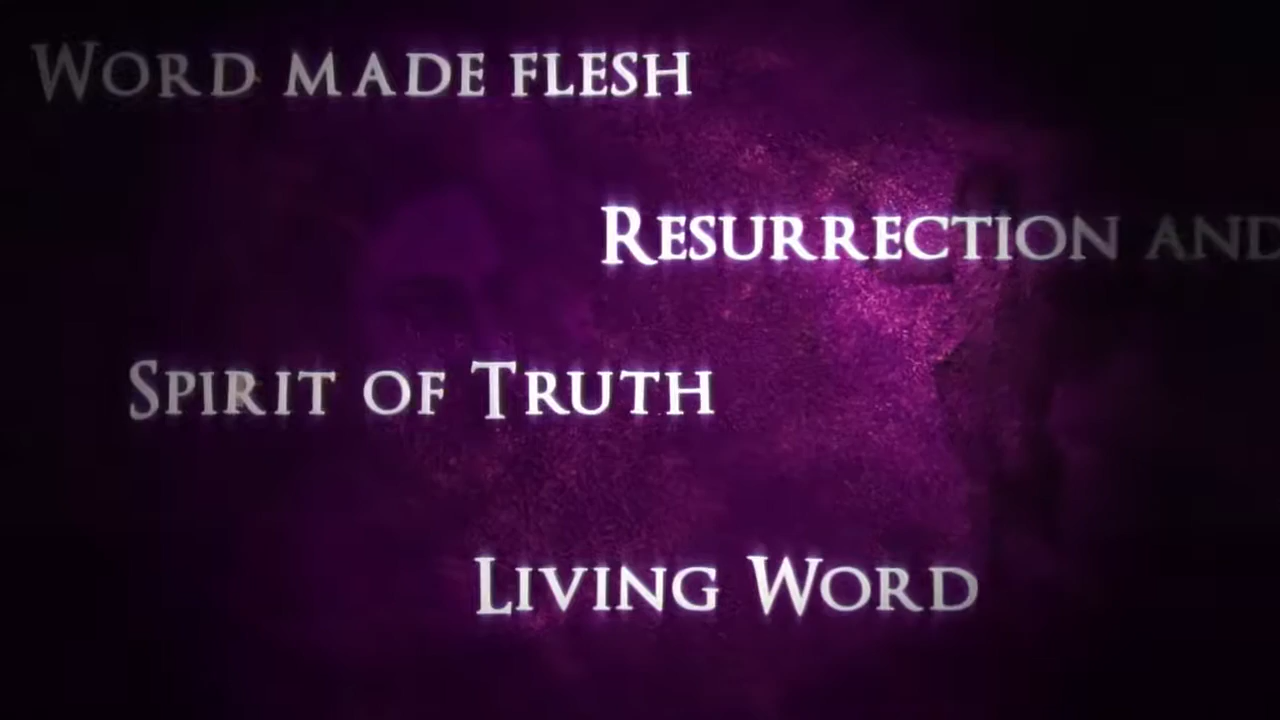 Word made flesh
Resurrection and
Spirit of Truth
Living Word